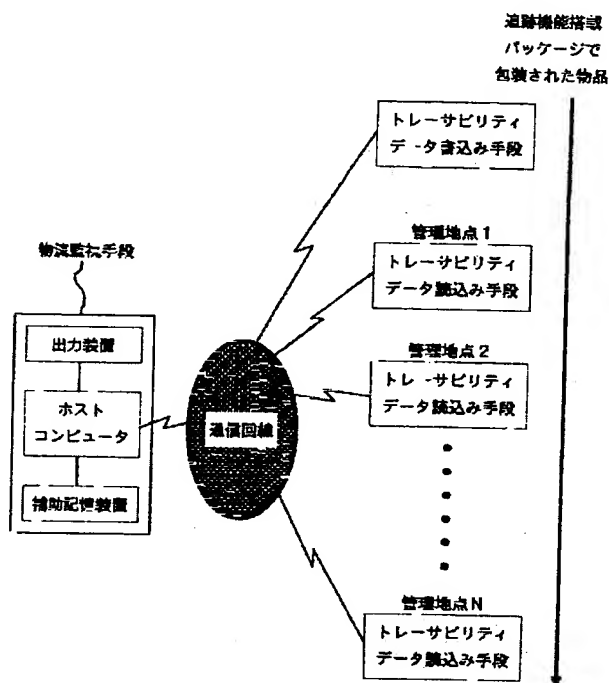 追跡機能搭載
パッケージで
包装された物品
トレーサビリティ
データ書込み手段
管理地点1
トレーサビリティ
データ読込み手段
物流監視手段
出力装置
ホスト
コンピュータ
補助記憶装置
通信回線
管理地点2
トレーサビリティ
データ読込み手段
管理地点N
トレーサビリティ
データ読込み手段